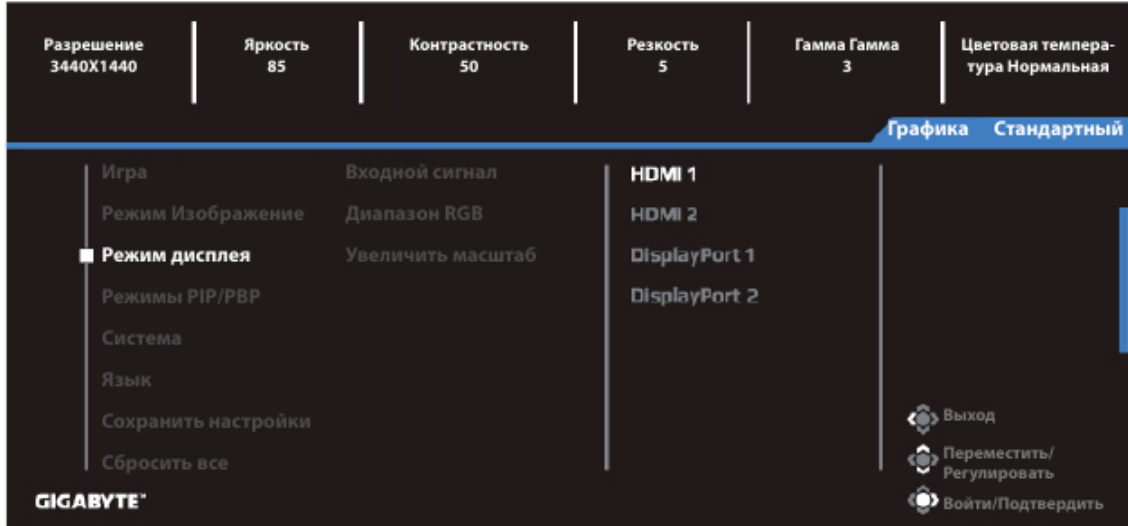 Разрешение
3440X1440
Яркость
85
Контрастность
50
Резкость
5
Гамма Гамма
3
Цветовая темпера-
тура Нормальная
Графика Стандартный
Игра
Режим Изображение
Режим дисплея
Режимы PIP/PBP
Система
Язык
Сохранить настройки
Сбросить все
Входной сигнал
Диапазон RGB
Увеличить масштаб
HDMI 1
HDMI 2
DisplayPort 1
DisplayPort 2
Выход
Переместить/
Регулировать
Войти/Подтвердить
GIGABYTE™